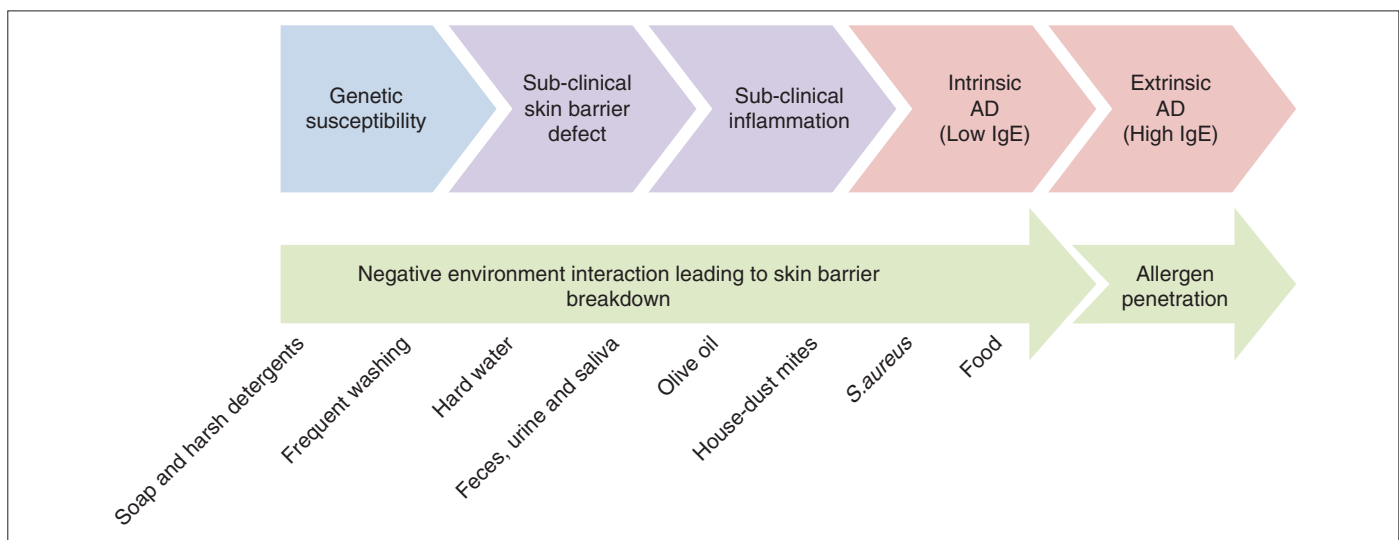 Genetic
susceptibility
Sub-clinical
skin barrier
defect
Sub-clinical
inflammation
Intrinsic
AD
(Low IgE)
Extrinsic
AD
(High IgE)
Negative environment interaction leading to skin barrier
breakdown
Allergen
penetration
Soap and harsh detergents
Frequent washing
Hard water
Feces, urine and saliva
Olive oil
House-dust mites
S.aureus
Food